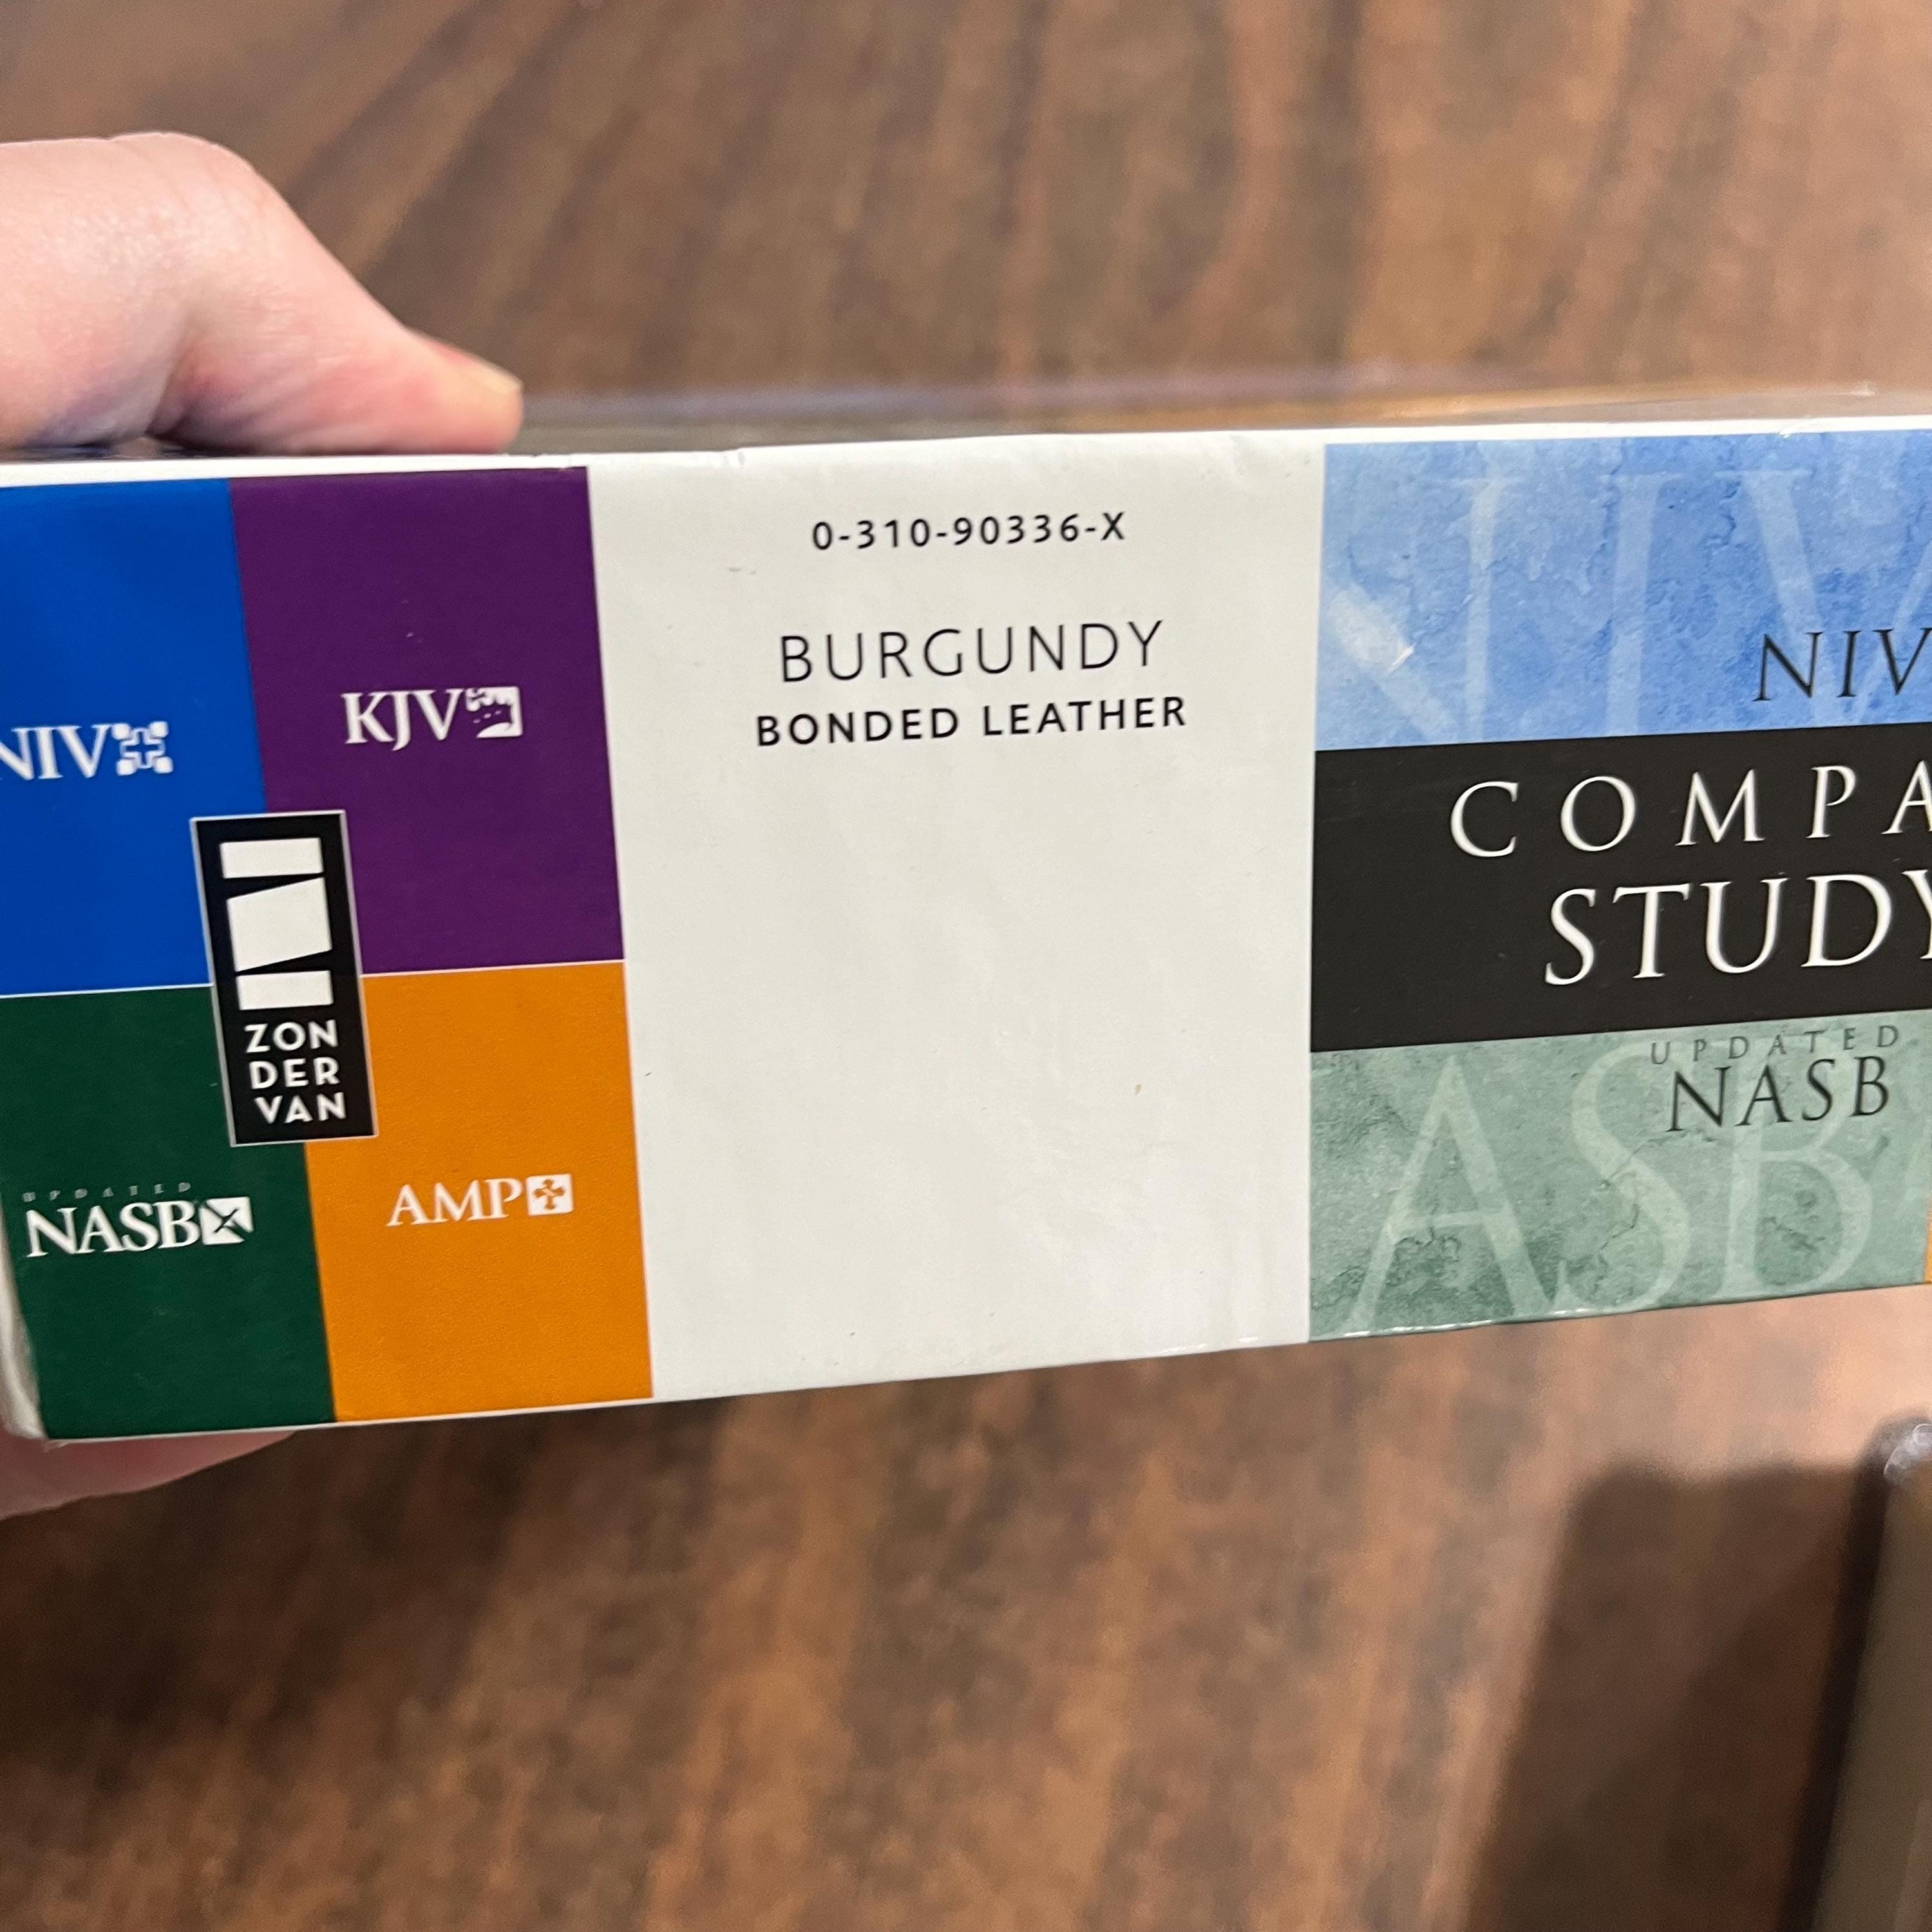 NIV
KJV
ZON
DER
VAN
UPDATED
NASB
AMP
0-310-90336-X
BURGUNDY
BONDED LEATHER
NIV
COMPA
STUDY
UPDATED
NASB